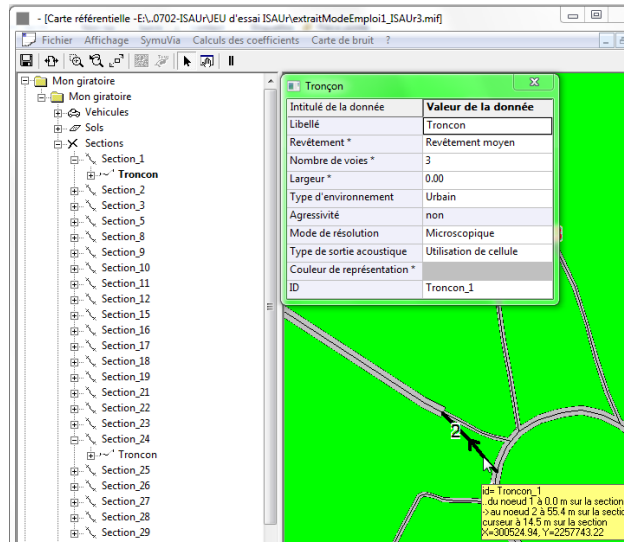 - [Carte référentielle -E:\..0702-ISAUr\JEU d'essai ISAUr\extraitModeEmploi1_ISAUr3.mif]
Fichier Affichage SymuVia Calculs des coefficients Carte de bruit ?
Mon giratoire
Mon giratoire
Vehicules
Sols
Sections
Section_1
Troncon
Section_2
Section_3
Section_5
Section_8
Section_9
Section_10
Section_11
Section_12
Section_15
Section_16
Section_17
Section_18
Section_19
Section_21
Section_22
Section_23
Section_24
Troncon
Section_25
Section_26
Section_27
Section_28
Section_29
Tronçon
Intitulé de la donnée Valeur de la donnée
Libellé Troncon
Revêtement * Revêtement moyen
Nombre de voies * 3
Largeur * 0.00
Type d'environnement Urbain
Agressivité non
Mode de résolution Microscopique
Type de sortie acoustique Utilisation de cellule
Couleur de représentation *
ID Troncon_1
2
id= Troncon_1
..du noeud 1 à 0.0 m sur la section
->au noeud 2 à 55.4 m sur la sectio
curseur à 14.5 m sur la section
X=300524.94, Y=2257743.22